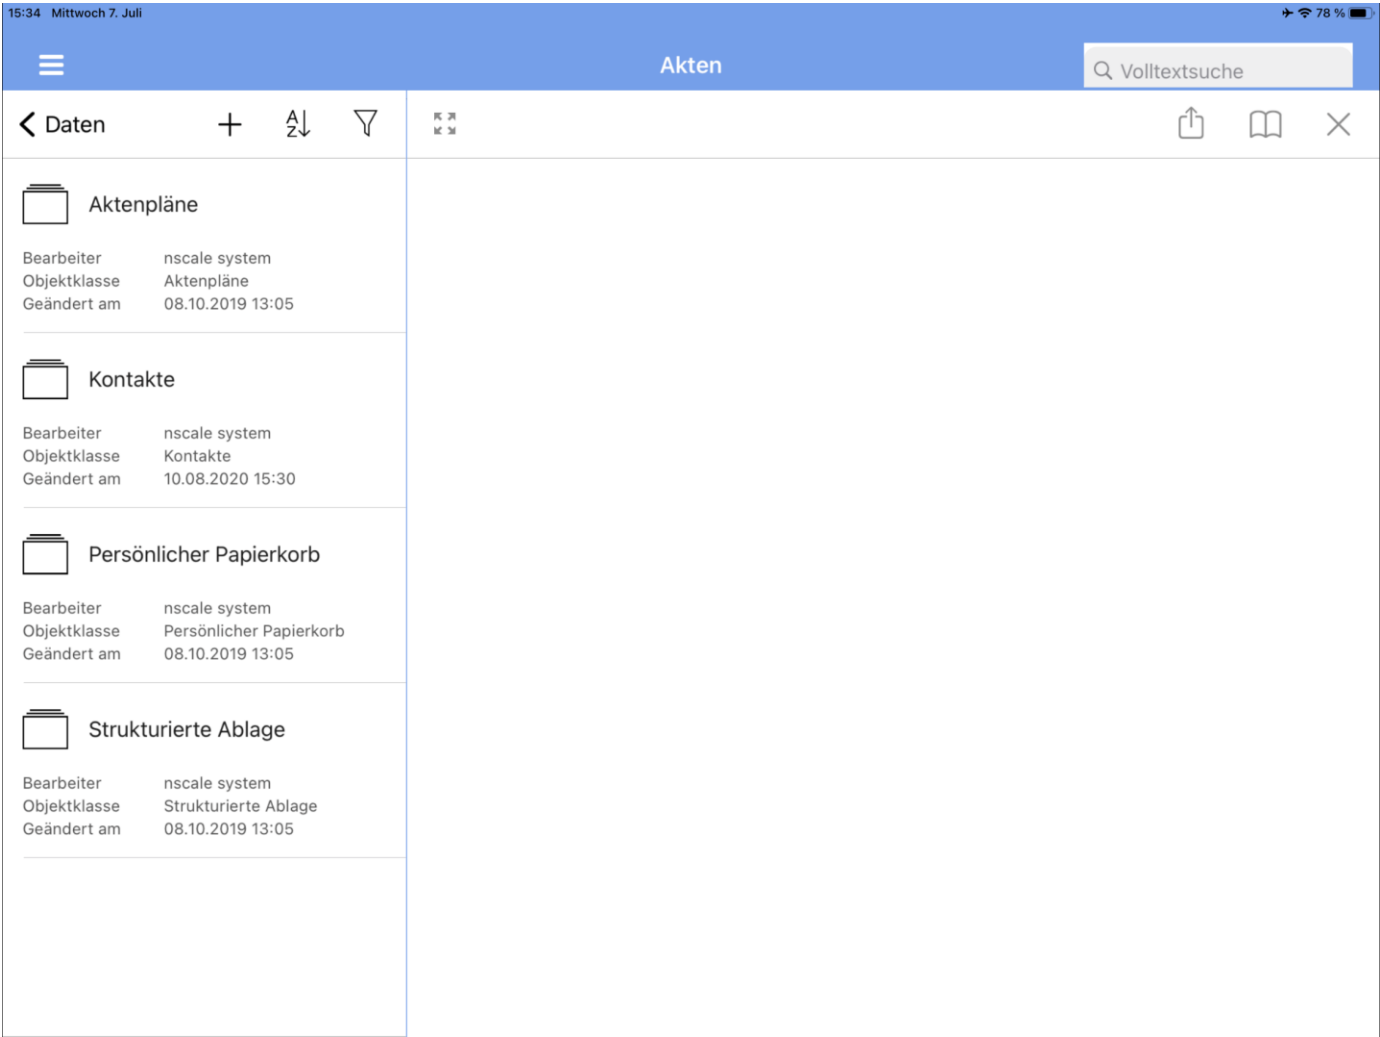 15:34 Mittwoch 7. Juli
78 %
Akten
Volltextsuche
Daten
A
Z
Aktenpläne
Bearbeiter nscale system
Objektklasse Aktenpläne
Geändert am 08.10.2019 13:05
Kontakte
Bearbeiter nscale system
Objektklasse Kontakte
Geändert am 10.08.2020 15:30
Persönlicher Papierkorb
Bearbeiter nscale system
Objektklasse Persönlicher Papierkorb
Geändert am 08.10.2019 13:05
Strukturierte Ablage
Bearbeiter nscale system
Objektklasse Strukturierte Ablage
Geändert am 08.10.2019 13:05